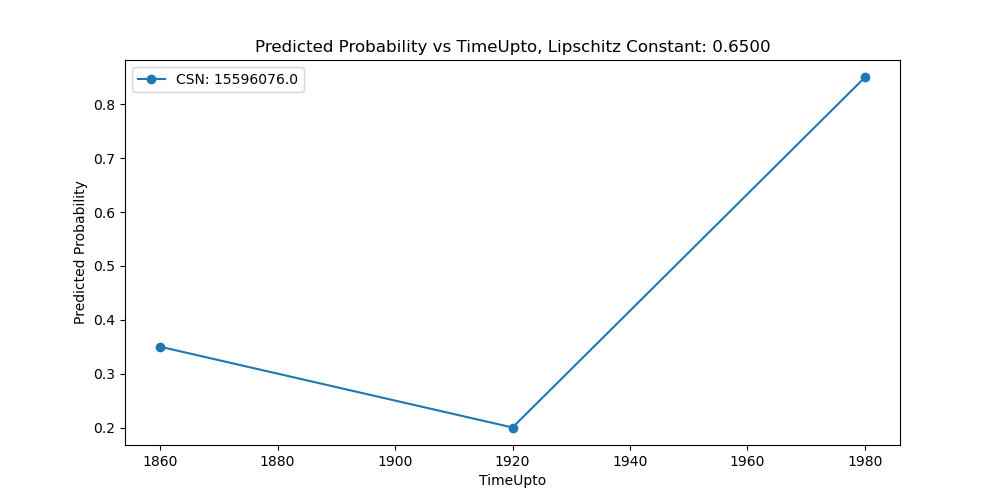 Predicted Probability vs TimeUpto, Lipschitz Constant: 0.6500
CSN: 15596076.0
Predicted Probability
0.8
0.7
0.6
0.5
0.4
0.3
0.2
1860 1880 1900 1920 1940 1960 1980
TimeUpto